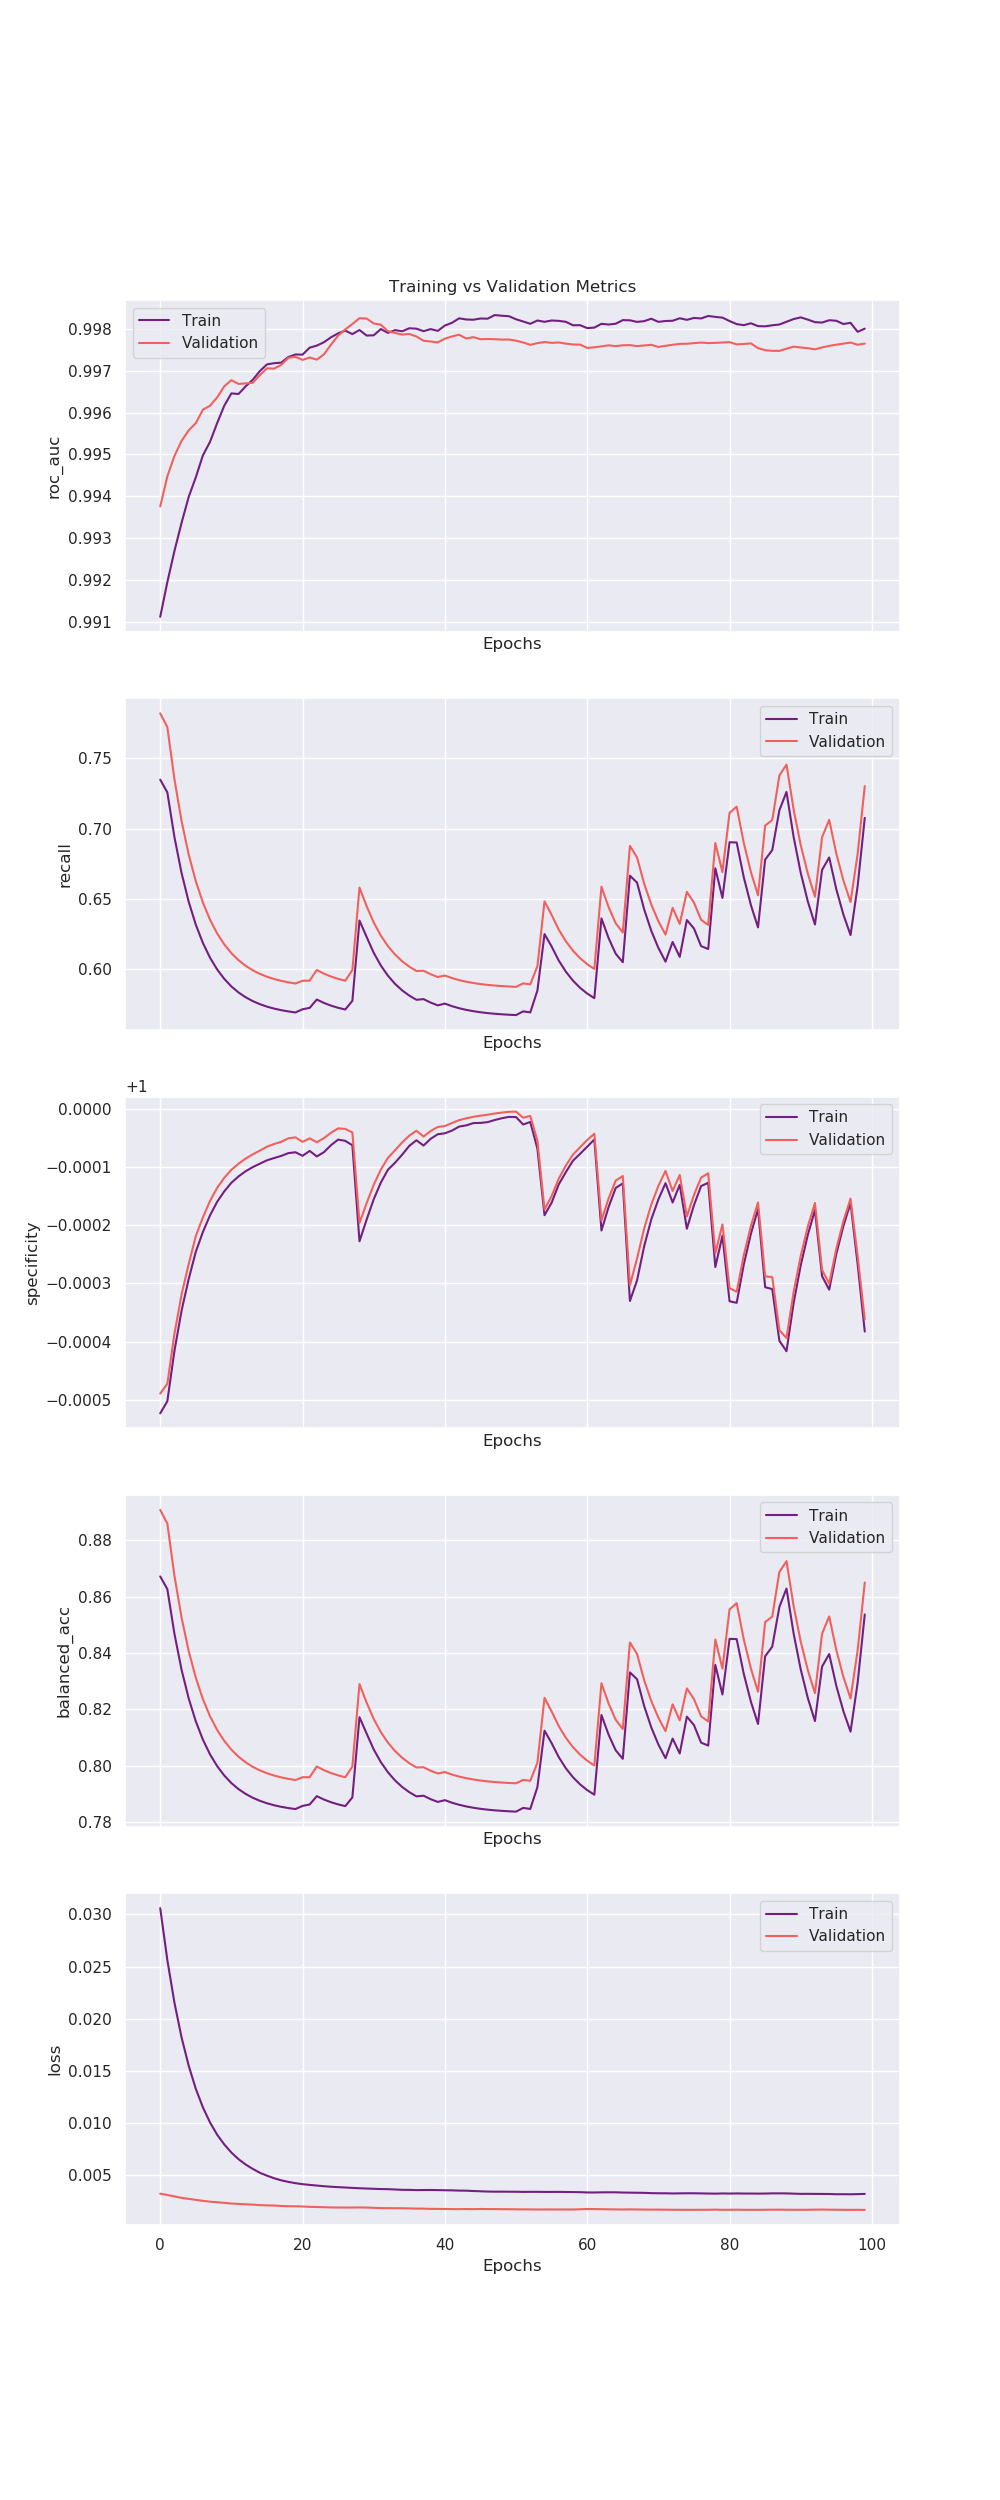 Training vs Validation Metrics
Train
Validation
0.998
0.997
0.996
0.995
0.994
0.993
0.992
0.991
roc_auc
Epochs
Train
Validation
0.75
0.70
0.65
0.60
recall
Epochs
+1
Train
Validation
0.0000
−0.0001
−0.0002
−0.0003
−0.0004
−0.0005
specificity
Epochs
Train
Validation
0.88
0.86
0.84
0.82
0.80
0.78
balanced_acc
Epochs
Train
Validation
0.030
0.025
0.020
0.015
0.010
0.005
loss
0 20 40 60 80 100
Epochs